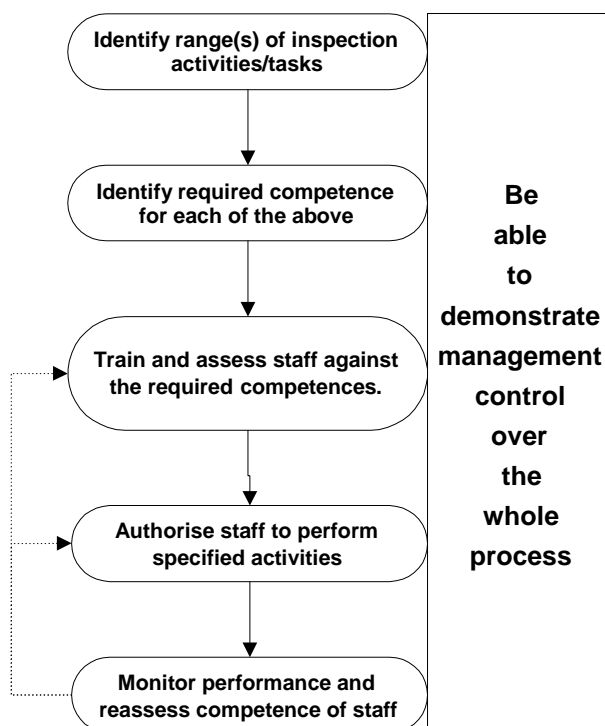 Identify range(s) of inspection
activities/tasks
Identify required competence
for each of the above
Train and assess staff against
the required competences.
Authorise staff to perform
specified activities
Monitor performance and
reassess competence of staff
Be
able
to
demonstrate
management
control
over
the
whole
process